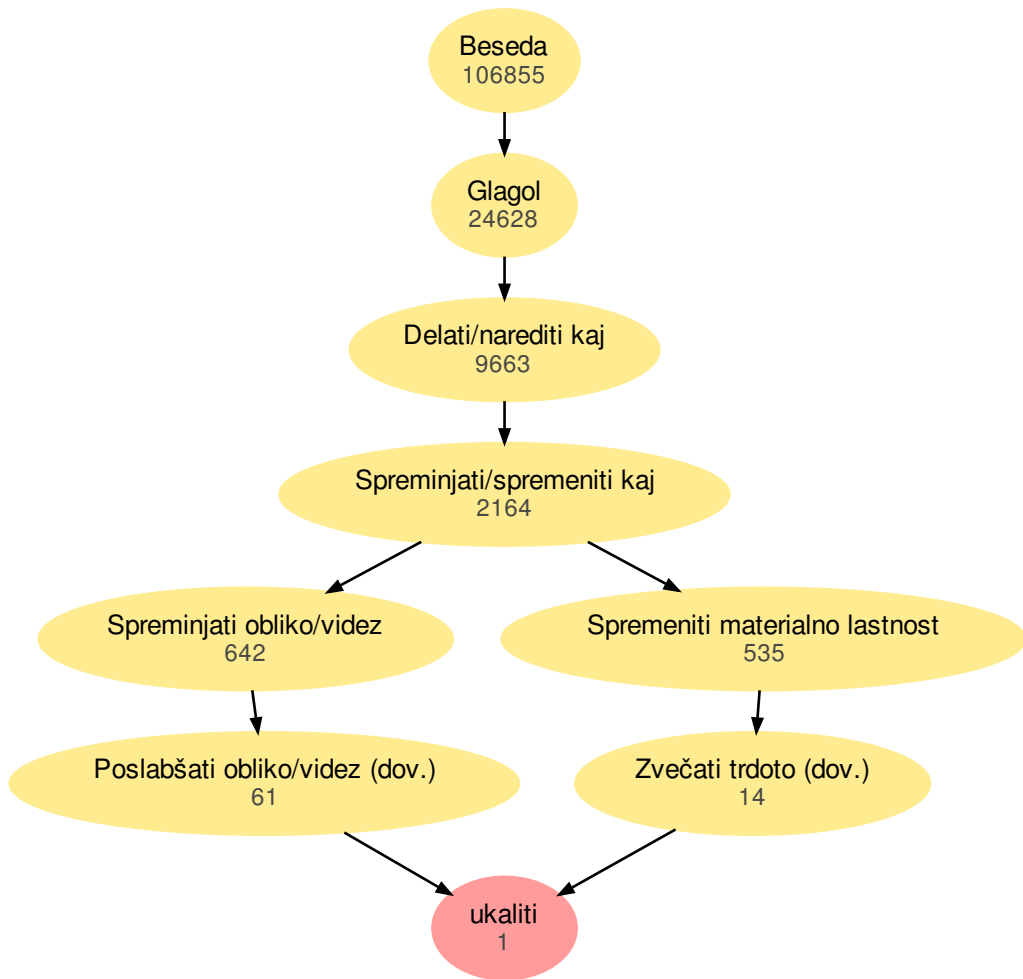 Beseda
106855
Glagol
24628
Delati/narediti kaj
9663
Spreminjati/spremeniti kaj
2164
Spreminjati obliko/videz
642
Spremeniti materialno lastnost
535
Poslabšati obliko/videz (dov.)
61
Zvečati trdoto (dov.)
14
ukaliti
1